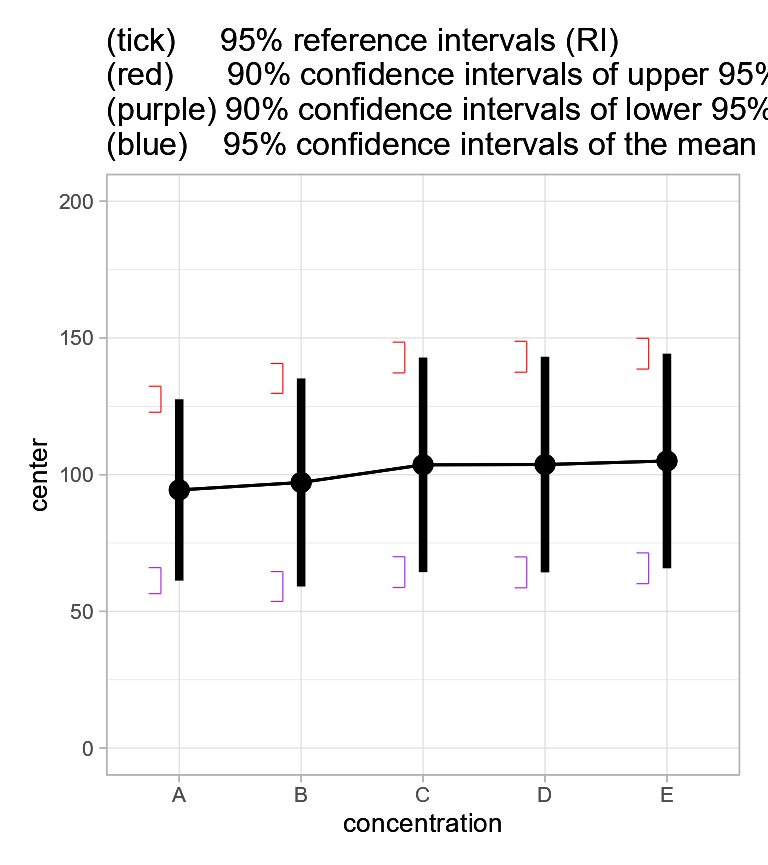 (tick) 95% reference intervals (RI)
(red) 90% confidence intervals of upper 95%
(purple) 90% confidence intervals of lower 95%
(blue) 95% confidence intervals of the mean
200
150
100
50
0
center
A B C D E
concentration